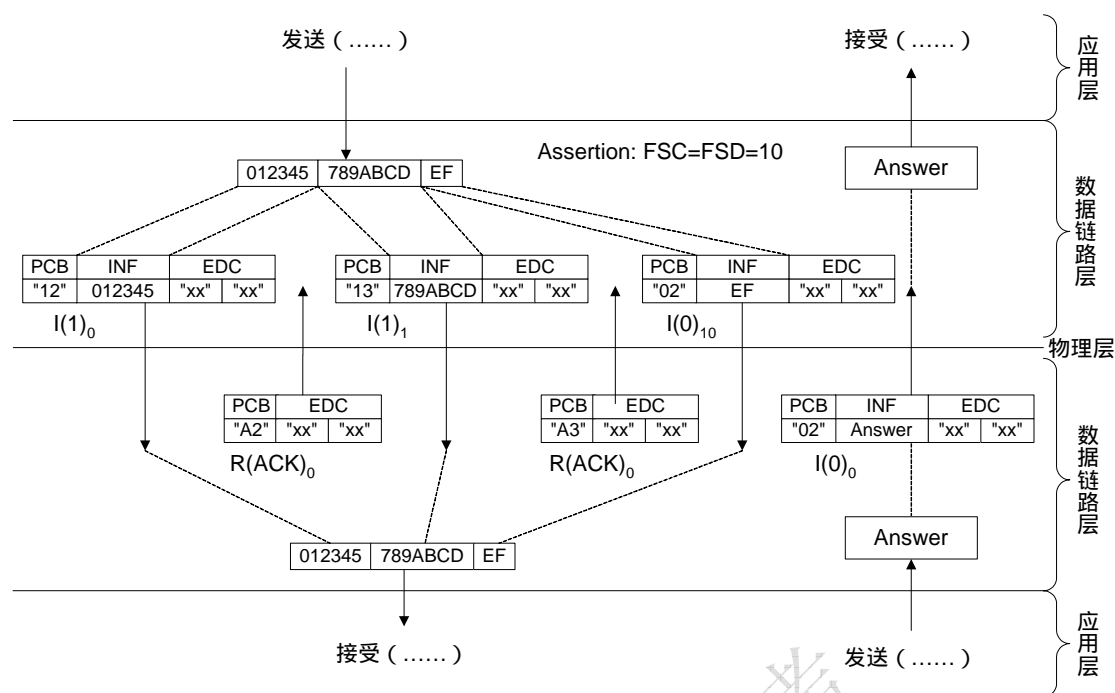 发送（……）
接受（……）
应用层
Assertion: FSC=FSD=10
012345 789ABCD EF
Answer
数据链路层
PCB INF EDC
"12" 012345 "xx" "xx"
I(1)0
PCB INF EDC
"13" 789ABCD "xx" "xx"
I(1)1
PCB INF EDC
"02" EF "xx" "xx"
I(0)10
物理层
PCB EDC
"A2" "xx" "xx"
R(ACK)0
PCB EDC
"A3" "xx" "xx"
R(ACK)0
PCB INF EDC
"02" Answer "xx" "xx"
I(0)0
数据链路层
012345 789ABCD EF
Answer
接受（……）
发送（……）
应用层